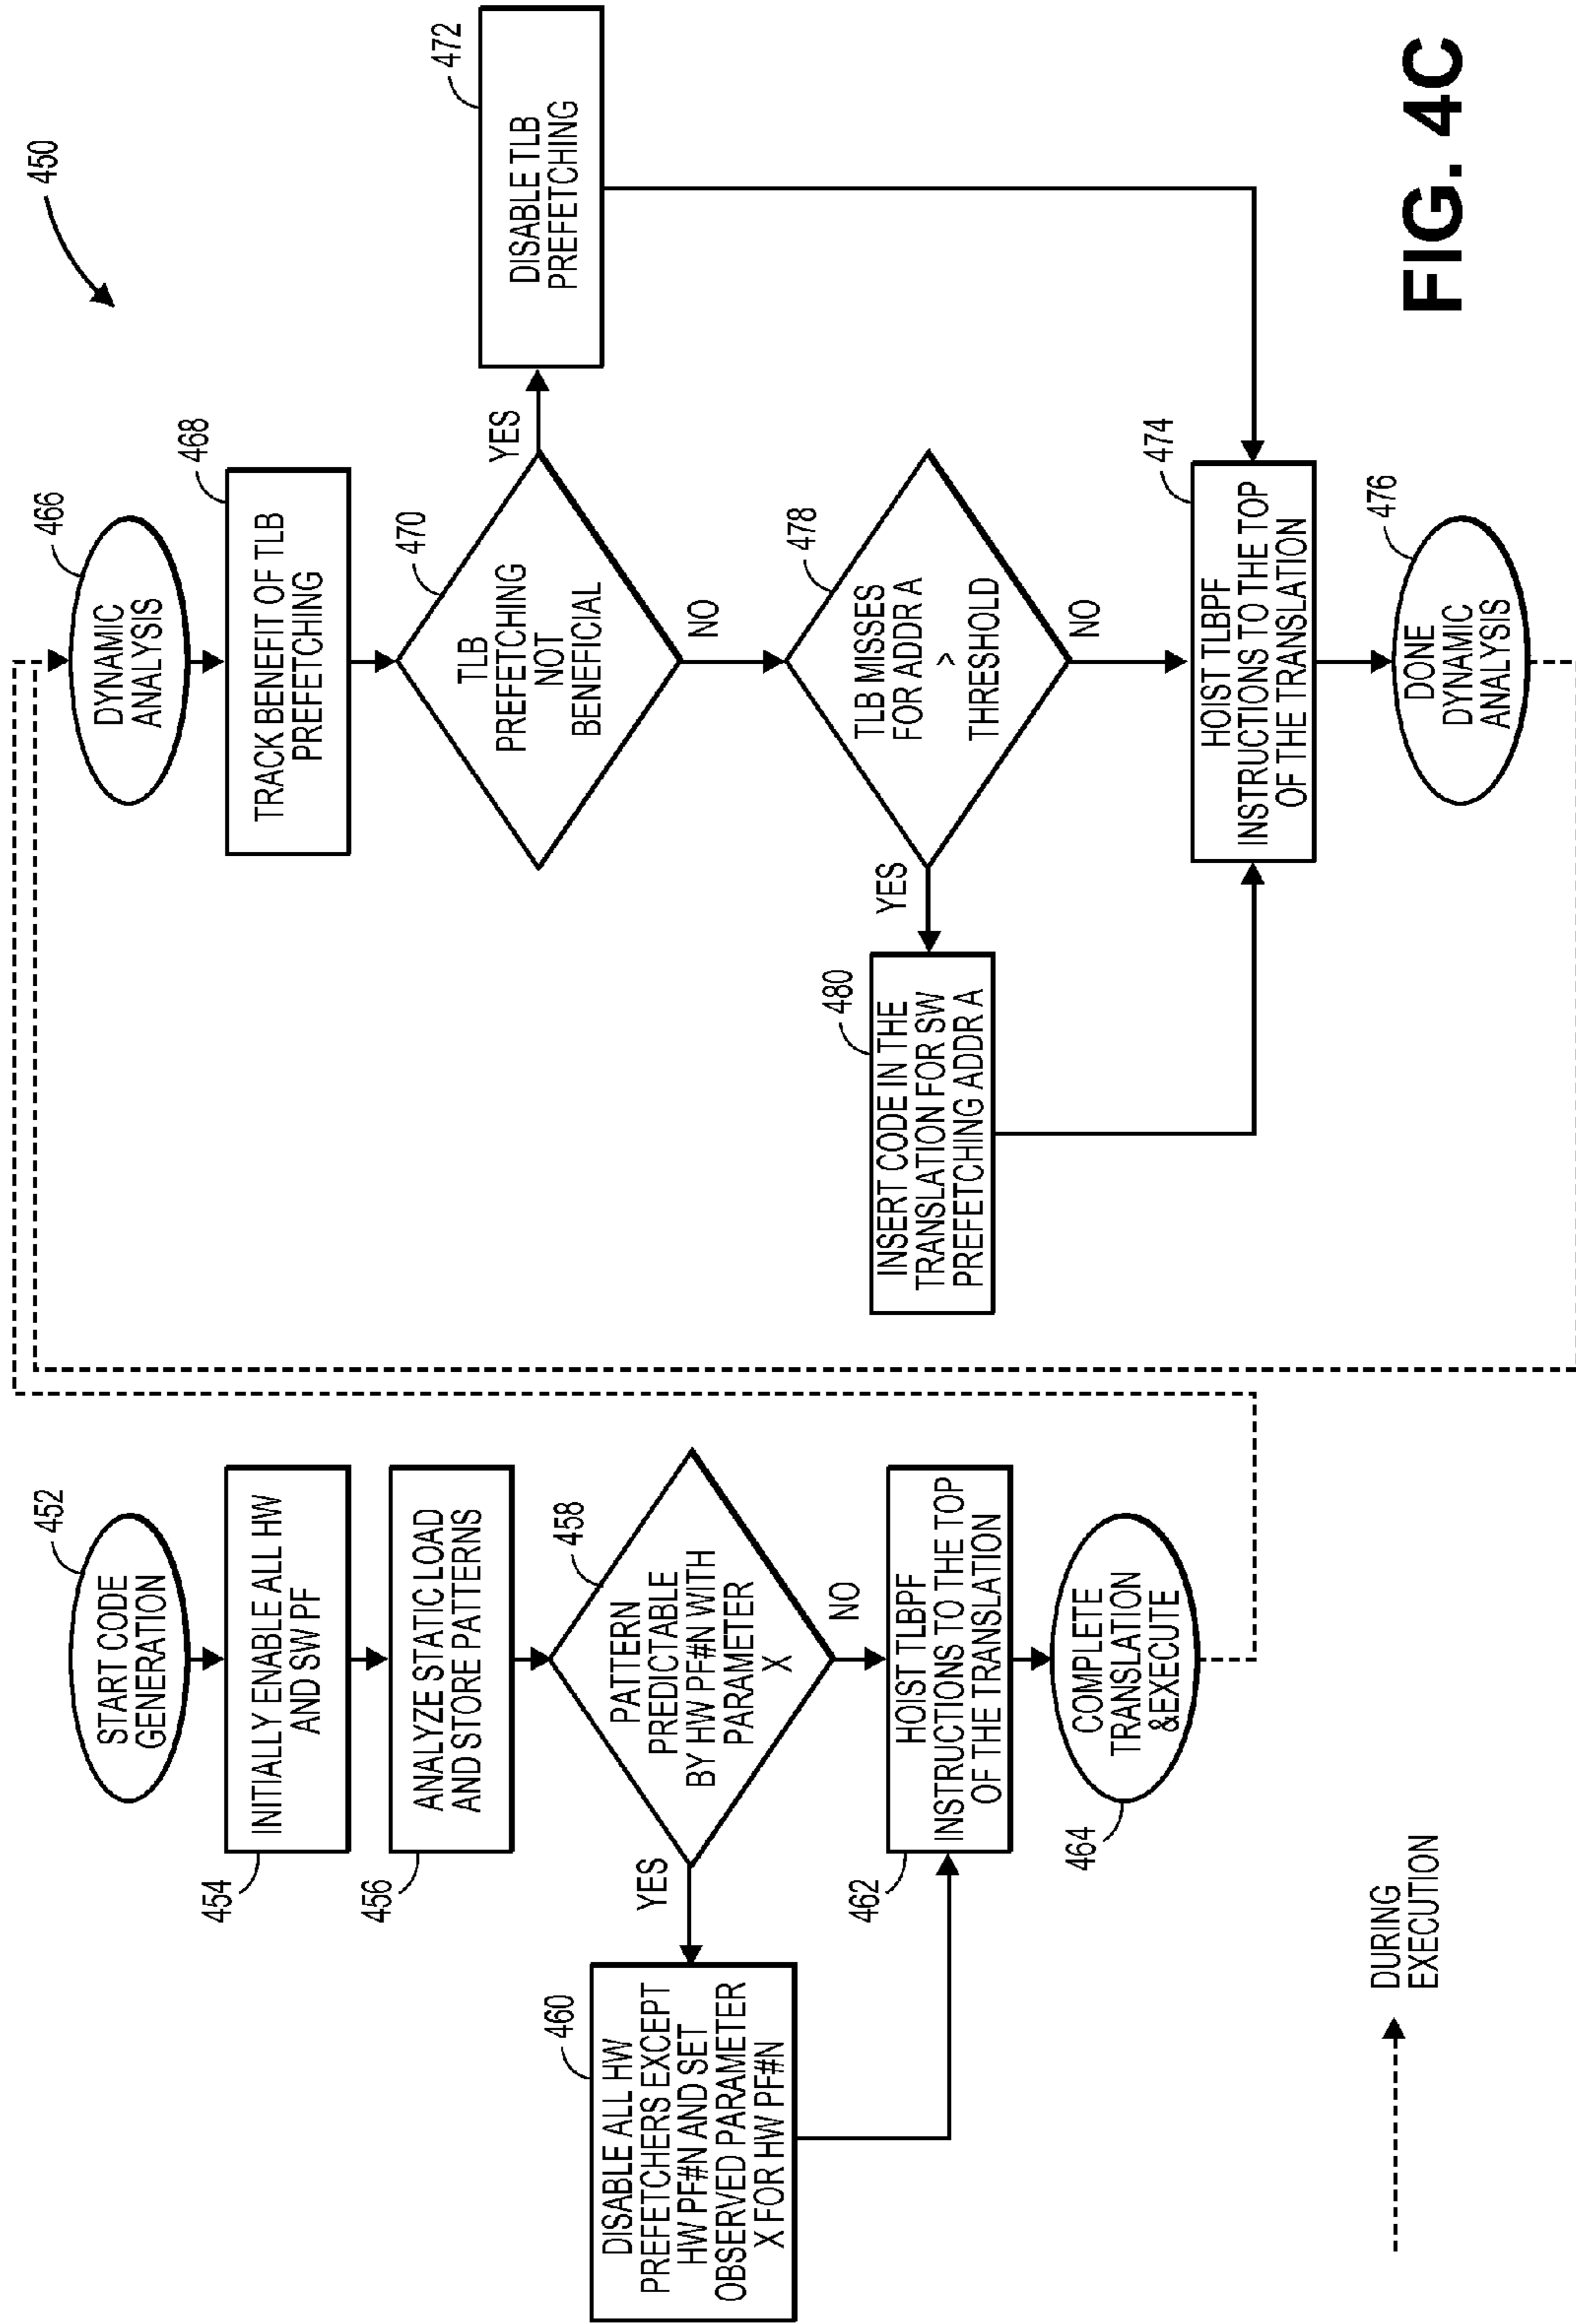 450
452
START CODE
GENERATION
454
INITIALLY ENABLE ALL HW
AND SW PF
456
ANALYZE STATIC LOAD
AND STORE PATTERNS
458
PATTERN
PREDICTABLE
BY HW PF#N WITH
PARAMETER
X
YES
NO
460
DISABLE ALL HW
PREFETCHERS EXCEPT
HW PF#N AND SET
OBSERVED PARAMETER
X FOR HW PF#N
462
HOIST TLBPF
INSTRUCTIONS TO THE TOP
OF THE TRANSLATION
464
COMPLETE
TRANSLATION
&EXECUTE
DURING
EXECUTION
466
DYNAMIC
ANALYSIS
468
TRACK BENEFIT OF TLB
PREFETCHING
470
TLB
PREFETCHING
NOT
BENEFICIAL
YES
NO
472
DISABLE TLB
PREFETCHING
478
TLB MISSES
FOR ADDR A
>
THRESHOLD
YES
NO
480
INSERT CODE IN THE
TRANSLATION FOR SW
PREFETCHING ADDR A
474
HOIST TLBPF
INSTRUCTIONS TO THE TOP
OF THE TRANSLATION
476
DONE
DYNAMIC
ANALYSIS
FIG. 4C